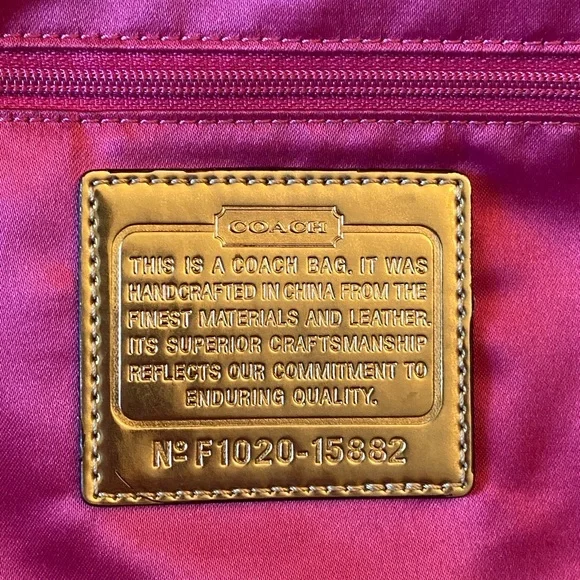 COACH
THIS IS A COACH BAG. IT WAS
HANDCRAFTED IN CHINA FROM THE
FINEST MATERIALS AND LEATHER.
ITS SUPERIOR CRAFTSMANSHIP
REFLECTS OUR COMMITMENT TO
ENDURING QUALITY.
Nº F1020-15882